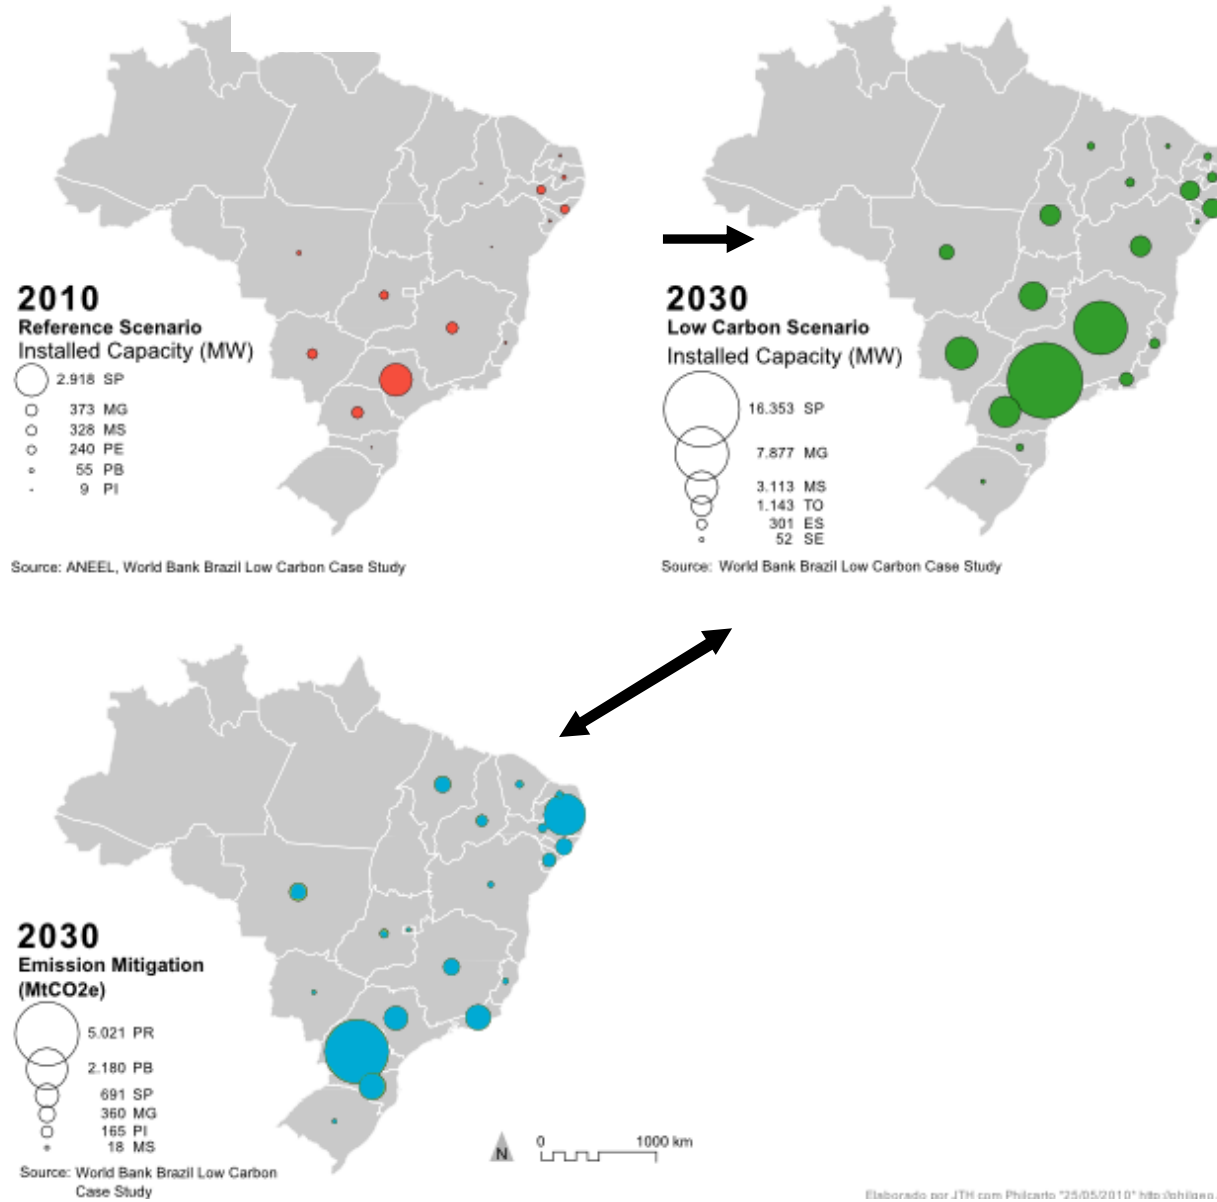 2010
Reference Scenario
Installed Capacity (MW)
2.918 SP
373 MG
328 MS
240 PE
55 PB
9 PI
Source: ANEEL, World Bank Brazil Low Carbon Case Study
2030
Low Carbon Scenario
Installed Capacity (MW)
16.353 SP
7.877 MG
3.113 MS
1.143 TO
301 ES
52 SE
Source: World Bank Brazil Low Carbon Case Study
2030
Emission Mitigation
(MtCO2e)
5.021 PR
2.180 PB
691 SP
360 MG
165 PI
18 MS
Source: World Bank Brazil Low Carbon
Case Study
N
0 1000 km
Elaborado por JTH com Philcarto "25/05/2010"